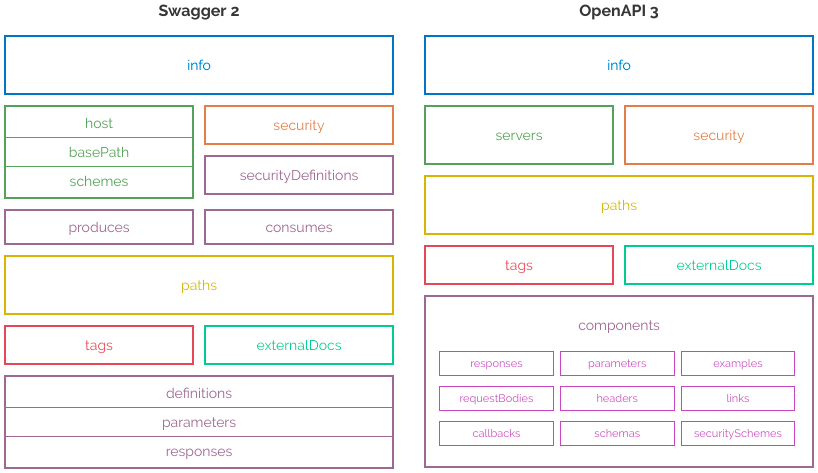 Swagger 2
info
host
basePath
schemes
security
securityDefinitions
produces
consumes
paths
tags
externalDocs
definitions
parameters
responses
OpenAPI 3
info
servers
security
paths
tags
externalDocs
components
responses
parameters
examples
requestBodies
headers
links
callbacks
schemas
securitySchemes